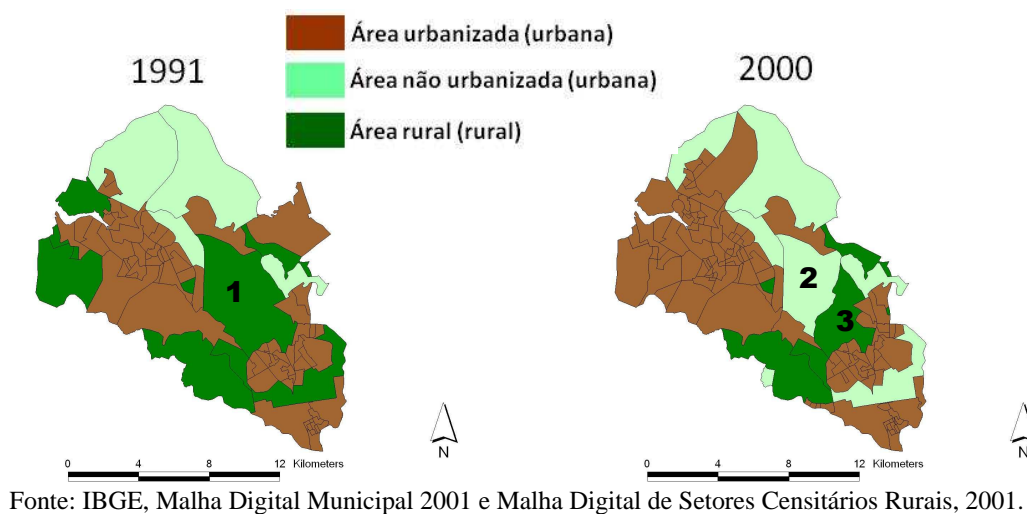 Área urbanizada (urbana)
1991
Área não urbanizada (urbana)
2000
Área rural (rural)
1
2
3
N
N
0 4 8 12 Kilometers
0 4 8 12 Kilometers
Fonte: IBGE, Malha Digital Municipal 2001 e Malha Digital de Setores Censitários Rurais, 2001.